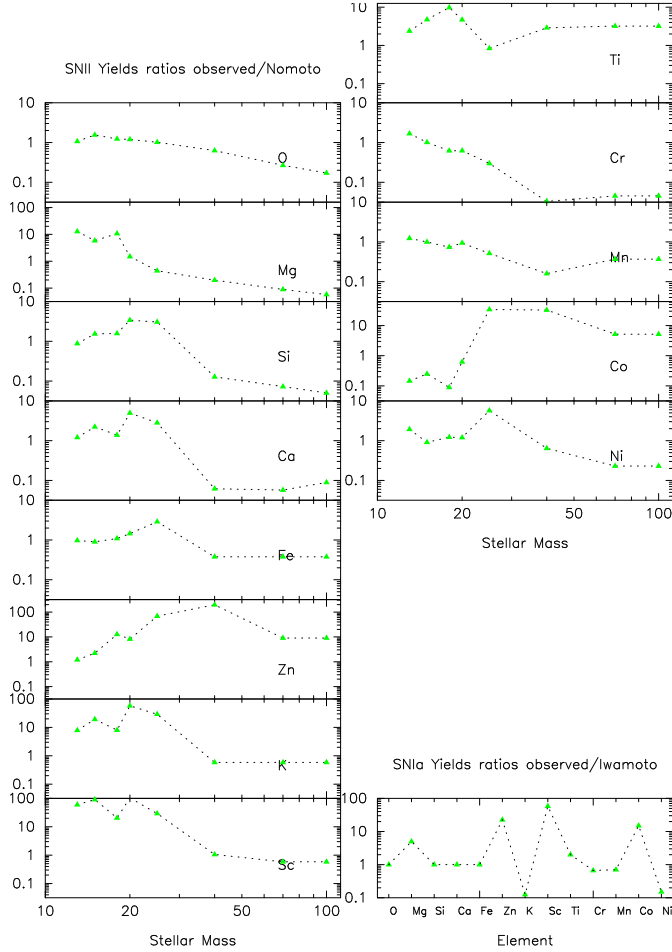 SNII Yields ratios observed/Nomoto
10
1
0.1
O
100
10
1
0.1
Mg
10
1
0.1
Si
10
1
0.1
Ca
10
1
0.1
Fe
100
10
1
0.1
Zn
100
10
1
0.1
K
100
10
1
0.1
Sc
10 20 50 100
Stellar Mass
10
1
0.1
Ti
10
1
0.1
Cr
1
0.1
Mn
10
1
0.1
Co
10
1
0.1
Ni
10 20 50 100
Stellar Mass
SNIa Yields ratios observed/Iwamoto
100
10
1
0.1
O Mg Si Ca Fe Zn K Sc Ti Cr Mn Co Ni
Element